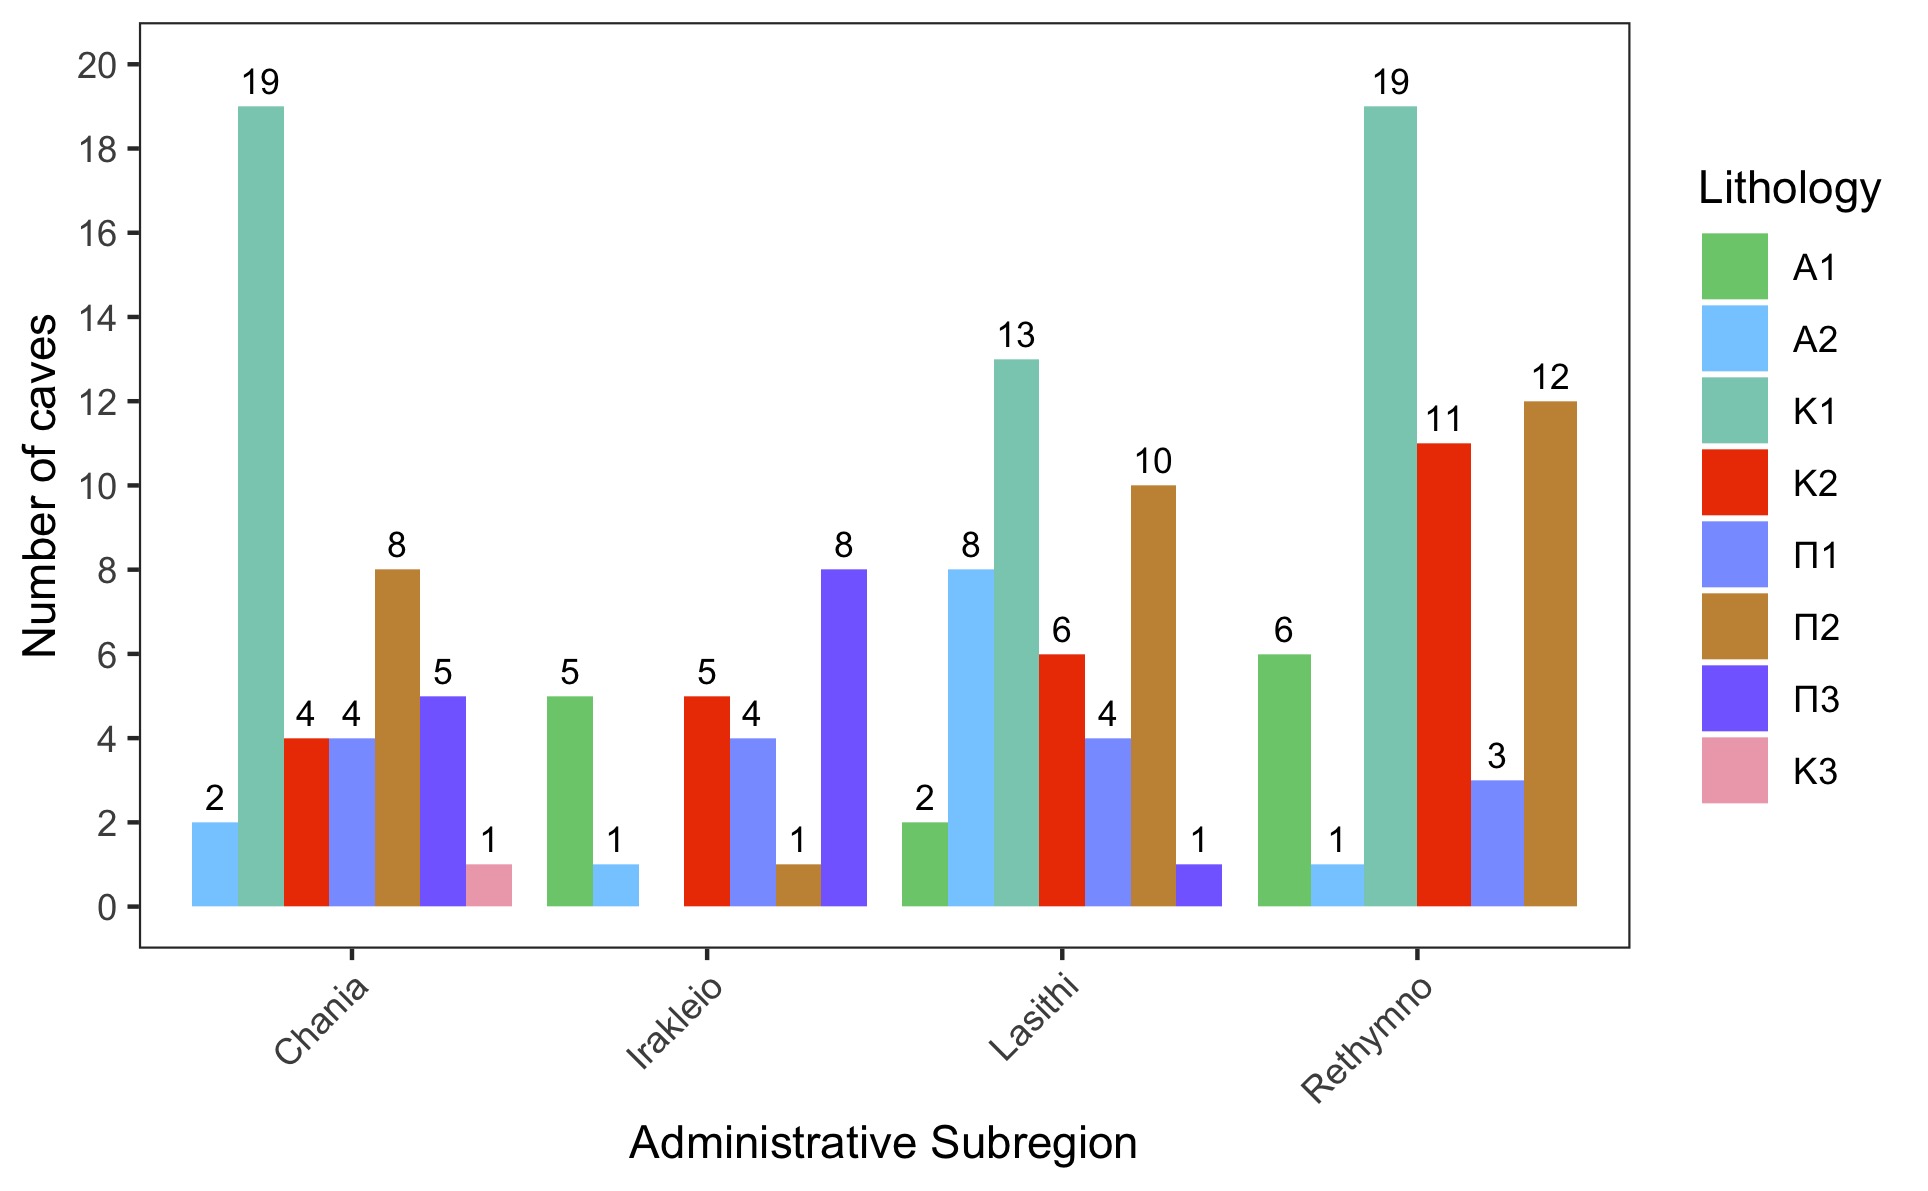 20
18
16
14
12
10
8
6
4
2
0
Number of caves
2
19
4
4
8
5
1
5
1
5
4
1
8
2
8
13
6
4
10
1
6
1
19
11
3
12
Chania
Irakleio
Lasithi
Rethymno
Administrative Subregion
Lithology
A1
A2
K1
K2
Π1
Π2
Π3
K3